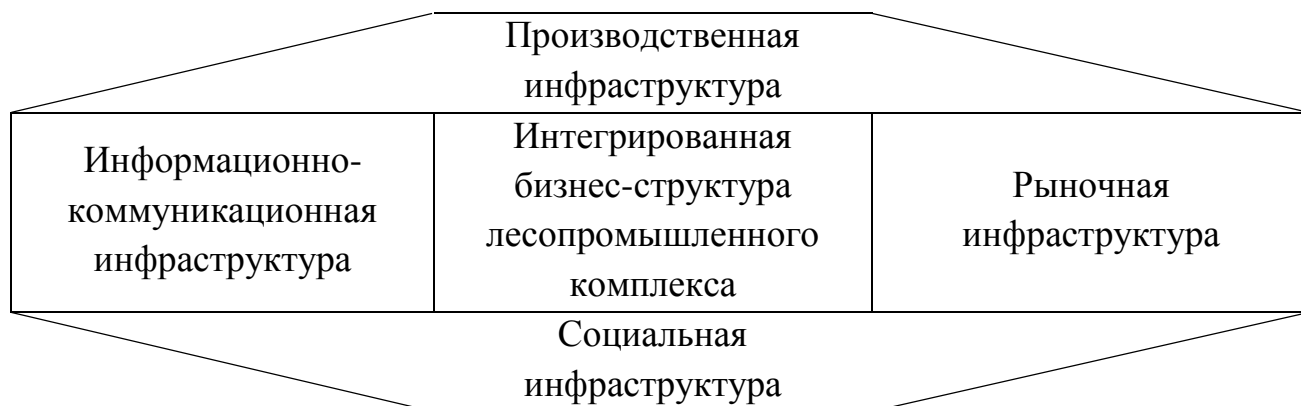 Производственная
инфраструктура
Информационно-
коммуникационная
инфраструктура
Интегрированная
бизнес-структура
лесопромышленного
комплекса
Рыночная
инфраструктура
Социальная
инфраструктура